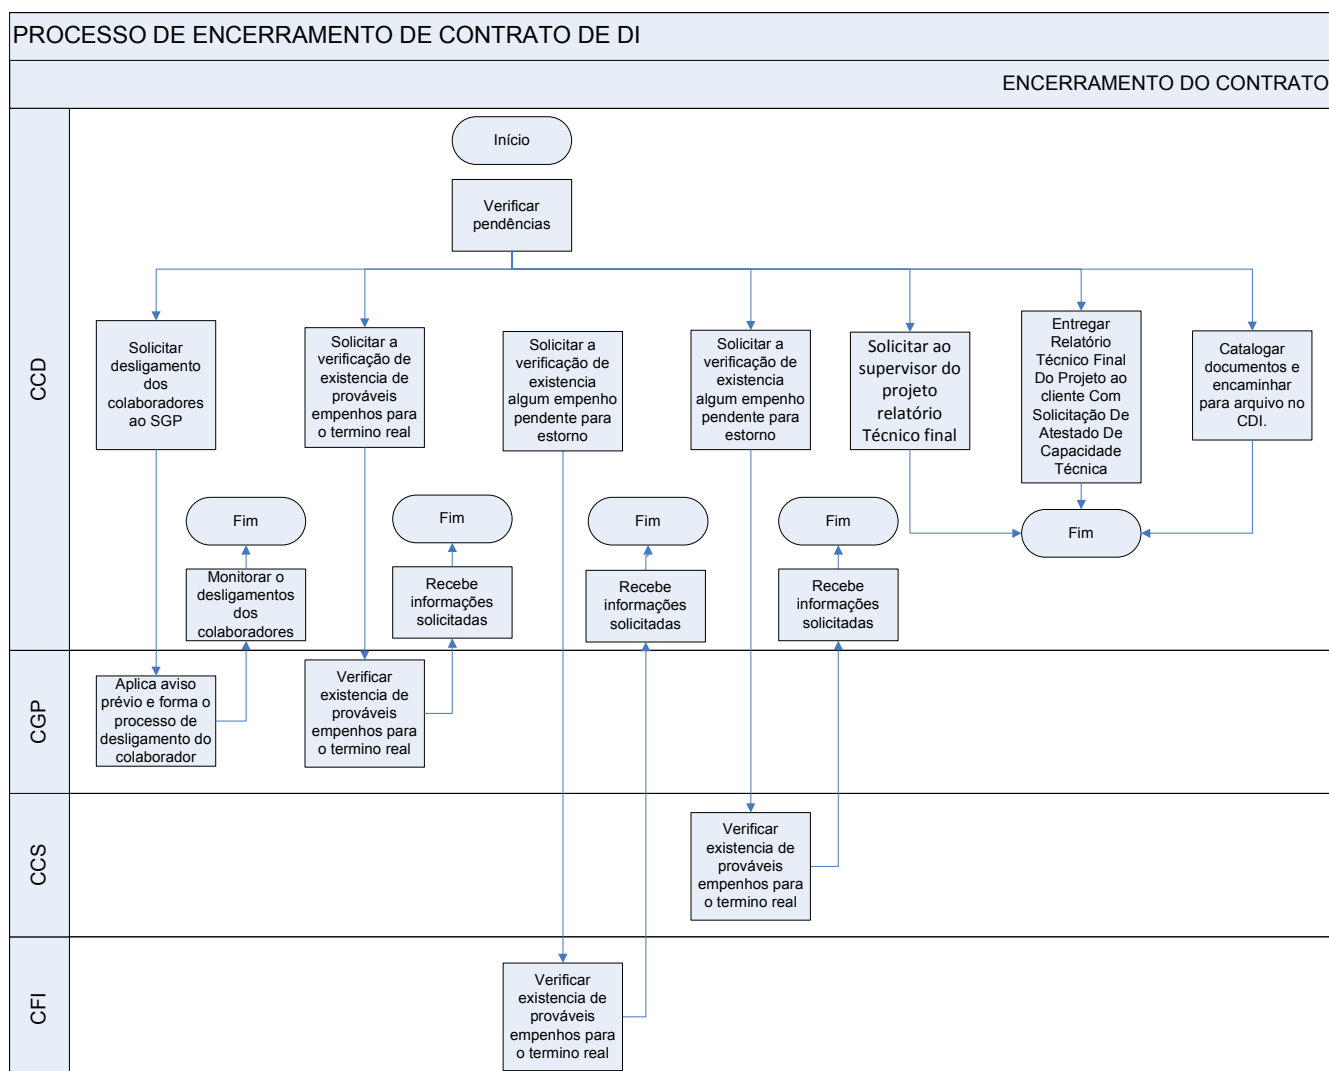 PROCESSO DE ENCERRAMENTO DE CONTRATO DE DI
ENCERRAMENTO DO CONTRATO
CCD
Início
Verificar
pendências
Solicitar
desligamento
dos
colaboradores
ao SGP
Solicitar a
verificação de
existencia de
prováveis
empenhos para
o termino real
Solicitar a
verificação de
existencia
algum empenho
pendente para
estorno
Solicitar a
verificação de
existencia
algum empenho
pendente para
estorno
Solicitar ao
supervisor do
projeto
relatório
Técnico final
Entregar
Relatório
Técnico Final
Do Projeto ao
cliente Com
Solicitação De
Atestado De
Capacidade
Técnica
Catalogar
documentos e
encaminhar
para arquivo no
CDI.
Fim
Fim
Fim
Fim
Fim
Monitorar o
desligamentos
dos
colaboradores
Recebe
informações
solicitadas
Recebe
informações
solicitadas
Recebe
informações
solicitadas
CGP
Aplica aviso
prévio e forma o
processo de
desligamento do
colaborador
Verificar
existencia de
prováveis
empenhos para
o termino real
CCS
Verificar
existencia de
prováveis
empenhos para
o termino real
CFI
Verificar
existencia de
prováveis
empenhos para
o termino real